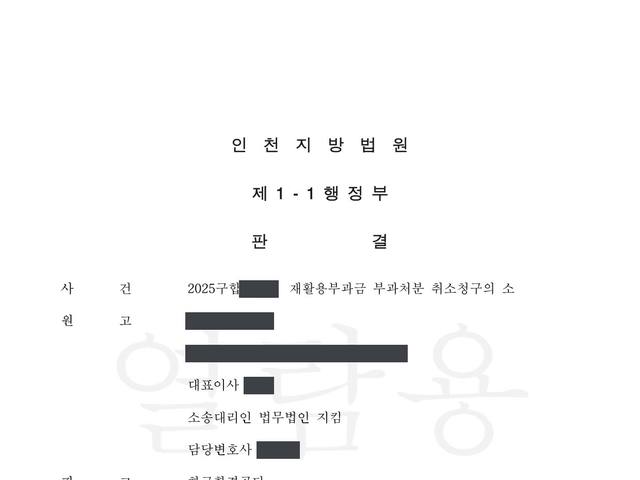 인 천 지 방 법 원
제 1 - 1 행 정 부
판 결
사 건 2025구합 재활용부과금 부과처분 취소청구의 소
원 고
대표이사
소송대리인 법무법인 지킴
담당변호사
열람용